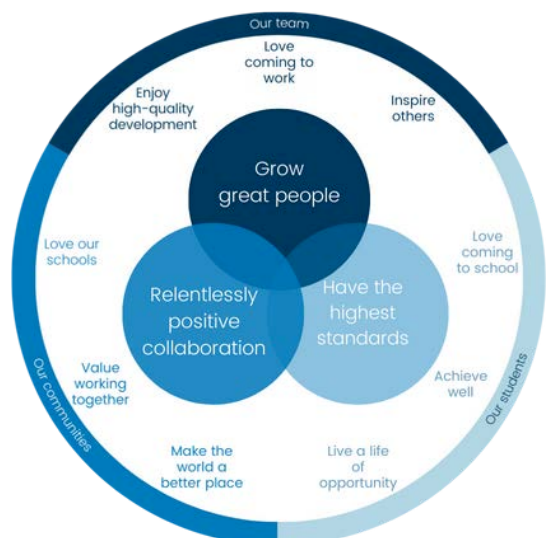 Our team
Love
coming to
work
Enjoy
high-quality
development
Inspire
others
Grow
great people
Love our
schools
Love
coming
to school
Relentlessly
positive
collaboration
Have the
highest
standards
Value
working
together
Achieve
well
Our communities
Our students
Make the
world a
better place
Live a life
of
opportunity